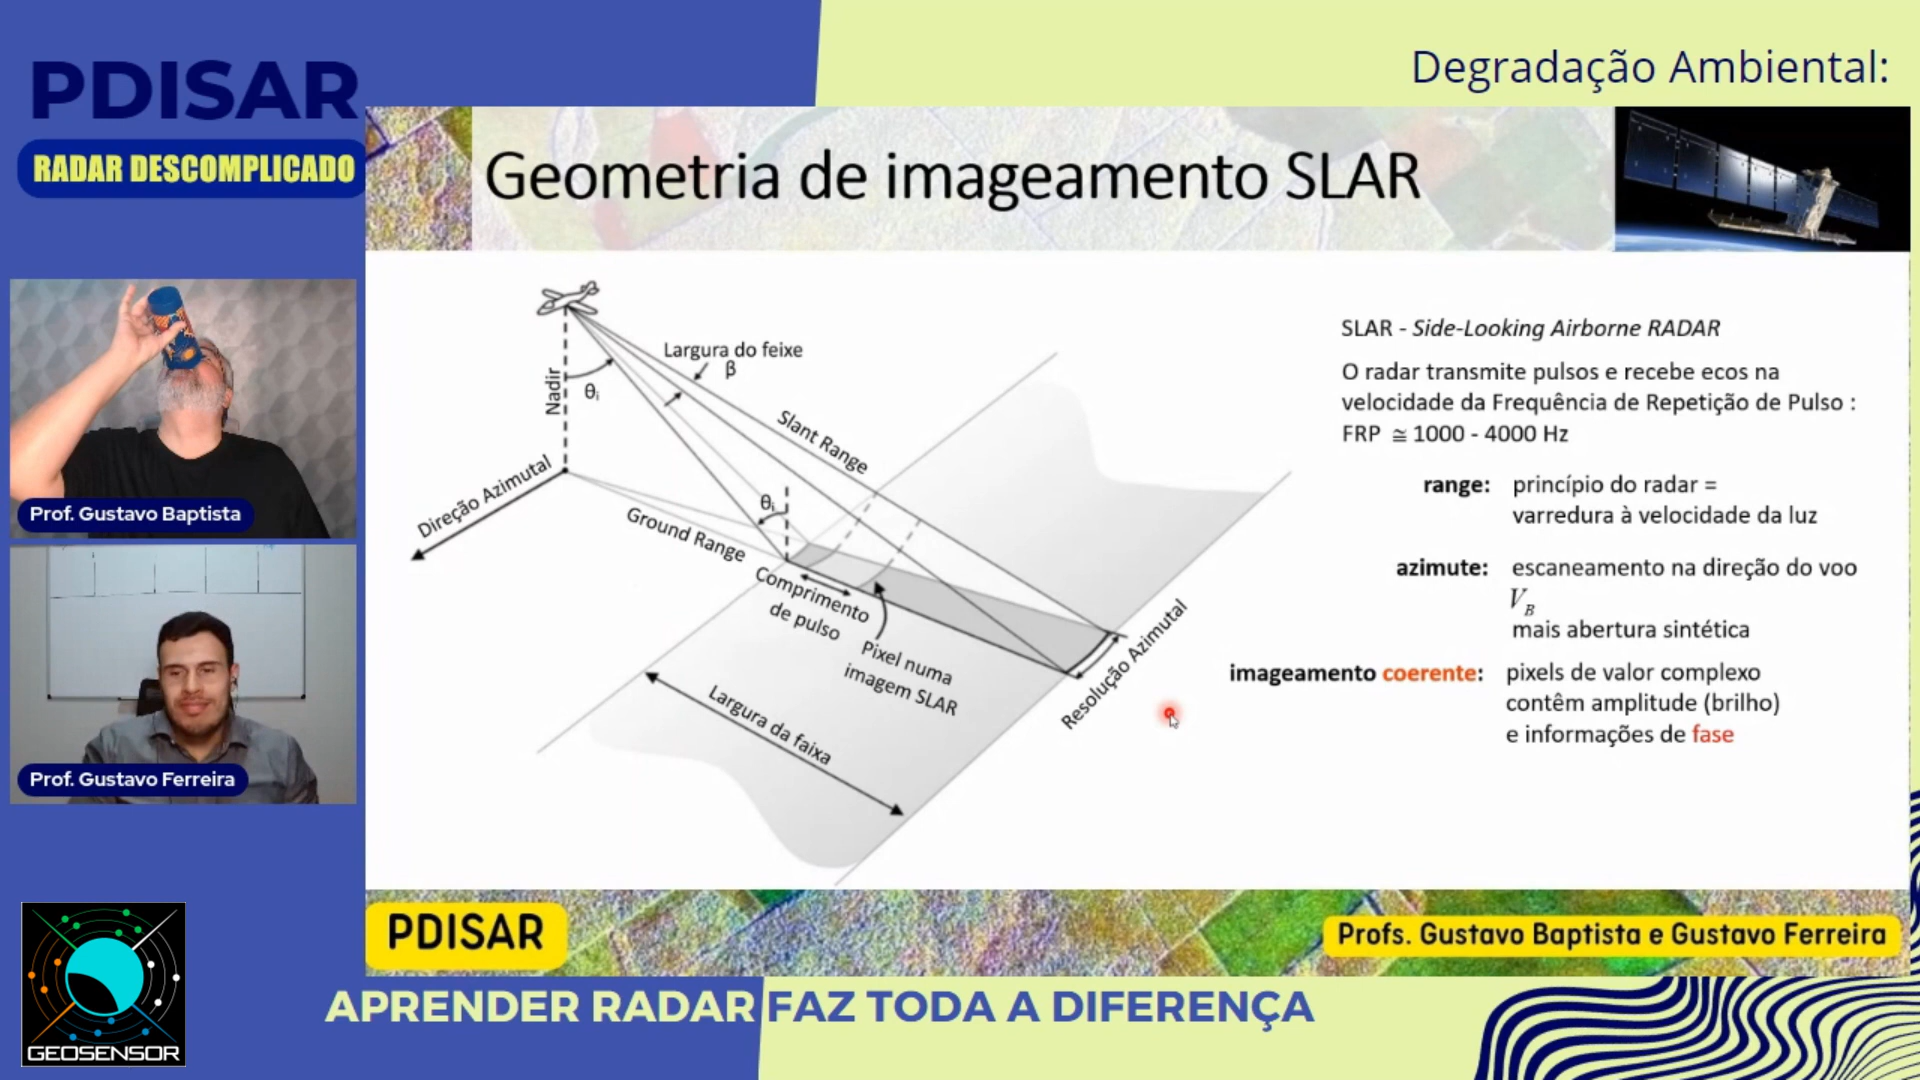 PDISAR
RADAR DESCOMPLICADO
Degradação Ambiental:
Geometria de imageamento SLAR
Prof. Gustavo Baptista
Prof. Gustavo Ferreira
Largura do feixe
β
Nadir
θi
Slant Range
Direção Azimutal
θi
Ground Range
Comprimento
de pulso
Pixel numa
imagem SLAR
Resolução Azimutal
Largura da faixa
SLAR - Side-Looking Airborne RADAR
O radar transmite pulsos e recebe ecos na
velocidade da Frequência de Repetição de Pulso :
FRP ≅ 1000 - 4000 Hz
range: princípio do radar =
varredura à velocidade da luz
azimute: escaneamento na direção do voo
VB
mais abertura sintética
imageamento coerente: pixels de valor complexo
contêm amplitude (brilho)
e informações de fase
PDISAR
Profs. Gustavo Baptista e Gustavo Ferreira
APRENDER RADAR FAZ TODA A DIFERENÇA
GEOSENSOR